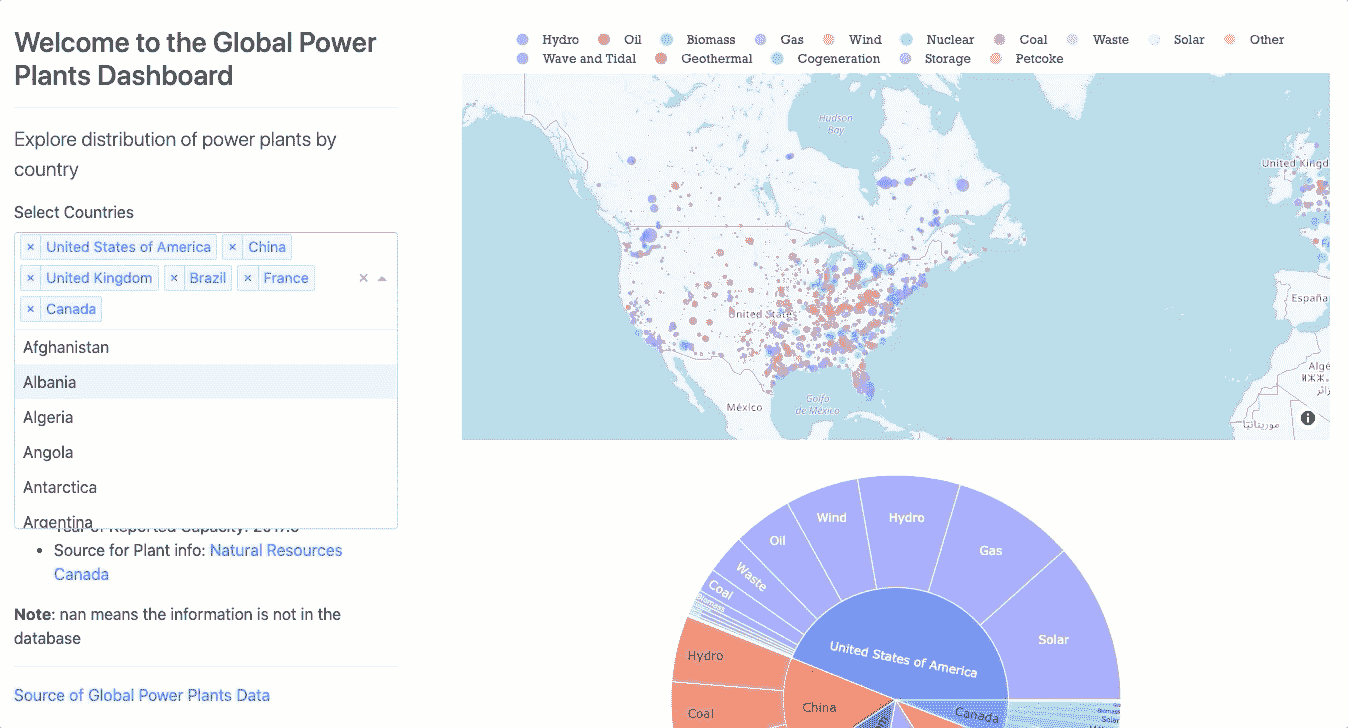 Welcome to the Global Power
Plants Dashboard
Explore distribution of power plants by
country
Select Countries
× United States of America × China
× United Kingdom × Brazil × France
× Canada
Afghanistan
Albania
Algeria
Angola
Antarctica
Argentina
Year of Reported Capacity: 2017.0
• Source for Plant info: Natural Resources
Canada
Note: nan means the information is not in the
database
Source of Global Power Plants Data
Hydro Oil Biomass Gas Wind Nuclear Coal Waste Solar Other
Wave and Tidal Geothermal Cogeneration Storage Petcoke
Hudson
Bay
United Kingd
United States
España
México
Golfo
de México
Alge
موريتانيا
Wind
Hydro
Oil
Gas
Waste
Coal
Biomass
Solar
United States of America
Hydro
Coal
China
Canada
Biomass
Solar